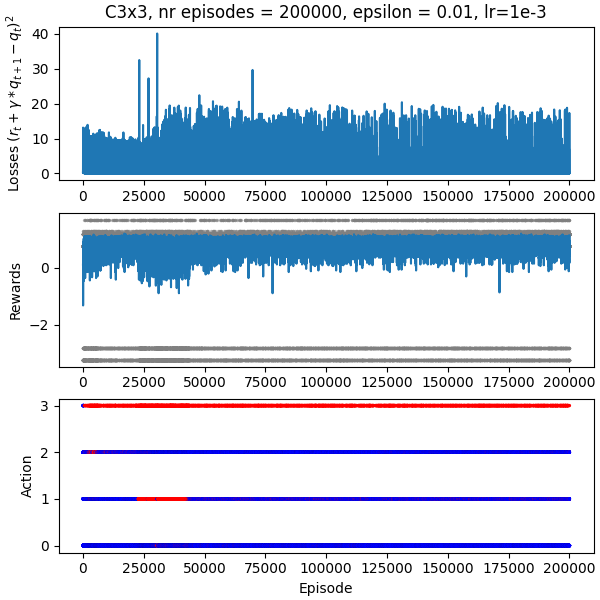 C3x3, nr episodes = 200000, epsilon = 0.01, lr=1e-3
Losses $(r_t + \gamma * q_{t+1} - q_t)^2$
40
30
20
10
0
0 25000 50000 75000 100000 125000 150000 175000 200000
Rewards
0
−2
0 25000 50000 75000 100000 125000 150000 175000 200000
Action
3
2
1
0
0 25000 50000 75000 100000 125000 150000 175000 200000
Episode